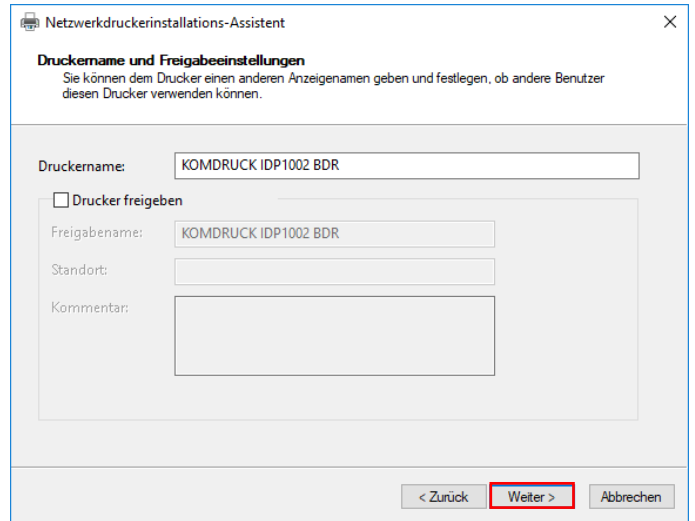 Netzwerkdruckerinstallations-Assistent
Druckername und Freigabeeinstellungen
Sie können dem Drucker einen anderen Anzeigenamen geben und festlegen, ob andere Benutzer
diesen Drucker verwenden können.
Druckername: KOMDRUCK IDP1002 BDR
Drucker freigeben
Freigabename: KOMDRUCK IDP1002 BDR
Standort:
Kommentar:
< Zurück Weiter > Abbrechen